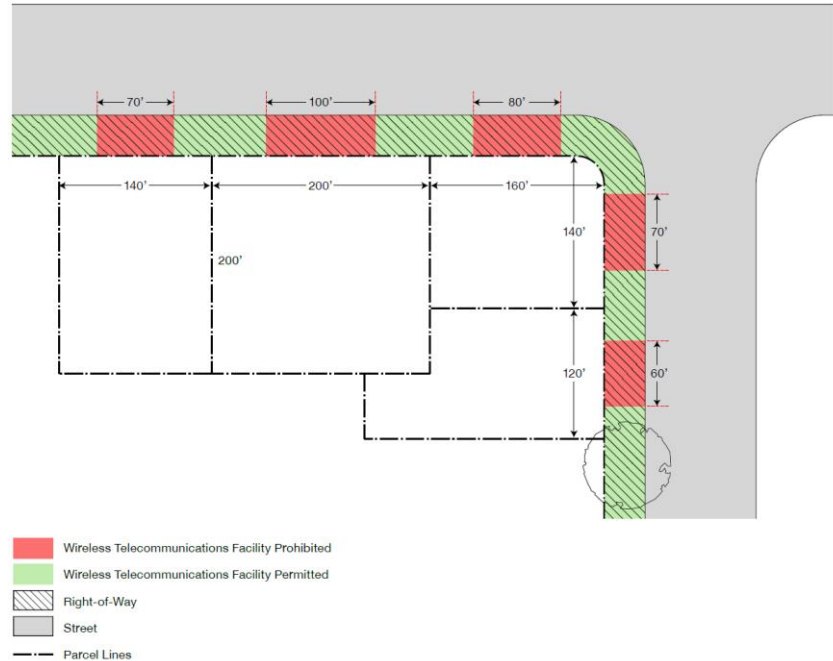 70’ 100’ 80’
140’ 200’ 160’
140’ 70’
200’
120’ 60’
Wireless Telecommunications Facility Prohibited
Wireless Telecommunications Facility Permitted
Right-of-Way
Street
Parcel Lines